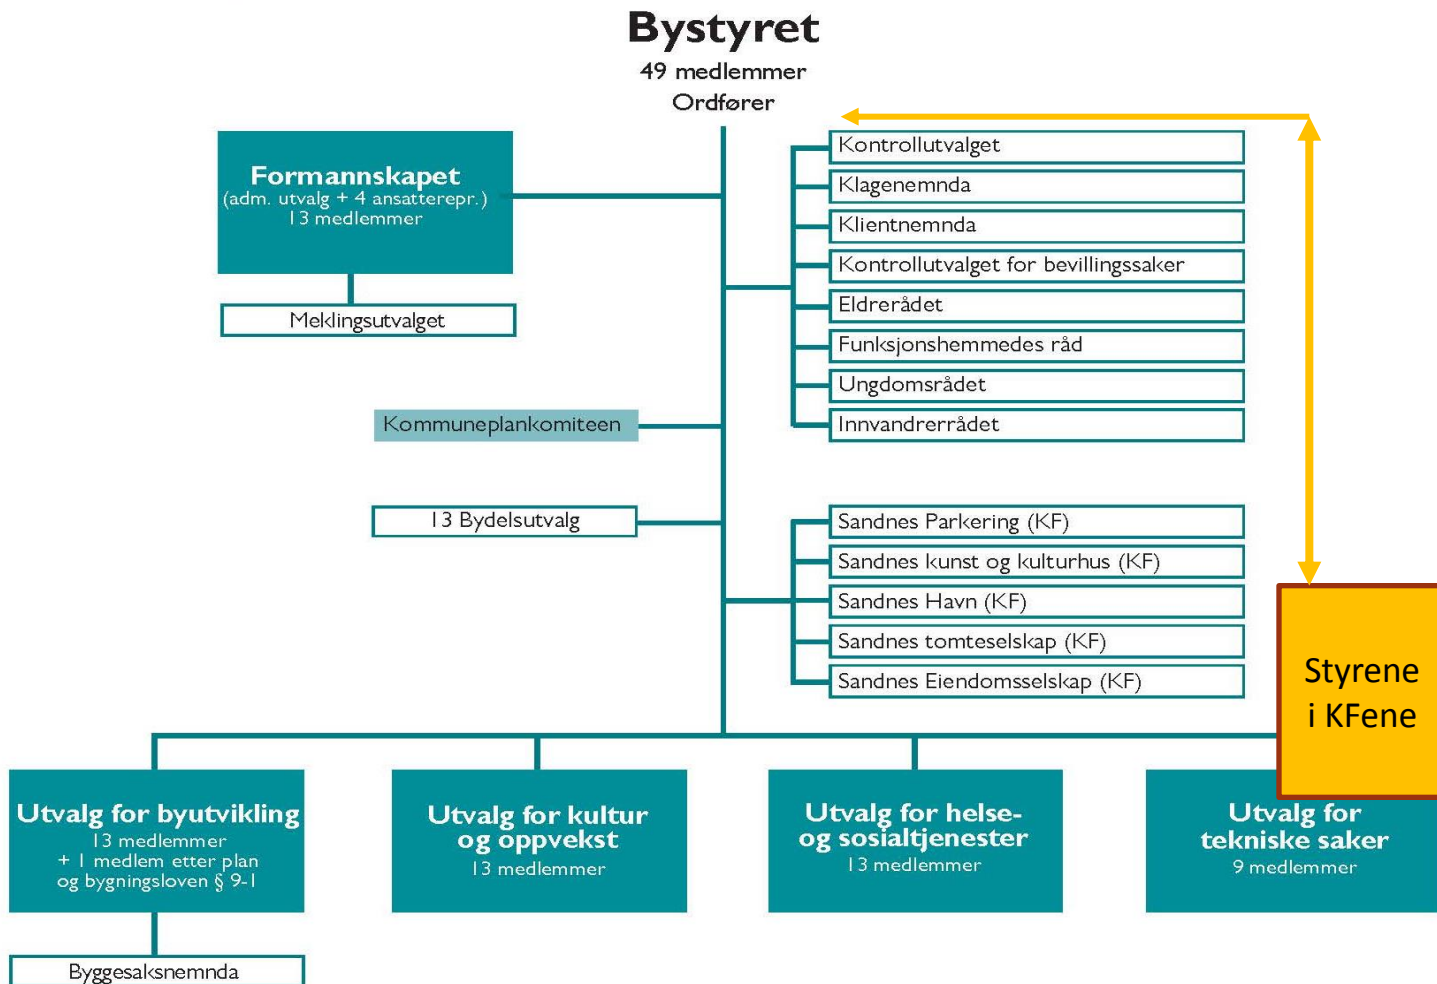 Bystyret
49 medlemmer
Ordfører
Formannskapet
(adm. utvalg + 4 ansatterepr.)
13 medlemmer
Meklingsutvalget
Kontrollutvalget
Klagenemnda
Klientnemnda
Kontrollutvalget for bevillingssaker
Eldrerådet
Funksjonshemmedes råd
Ungdomsrådet
Innvandrerrådet
Kommuneplankomiteen
13 Bydelsutvalg
Sandnes Parkering (KF)
Sandnes kunst og kulturhus (KF)
Sandnes Havn (KF)
Sandnes tomteselskap (KF)
Sandnes Eiendomsselskap (KF)
Styrene
i KFene
Utvalg for byutvikling
13 medlemmer
+ 1 medlem etter plan
og bygningsloven § 9-1
Byggesaksnemnda
Utvalg for kultur
og oppvekst
13 medlemmer
Utvalg for helse-
og sosialtjenester
13 medlemmer
Utvalg for
tekniske saker
9 medlemmer